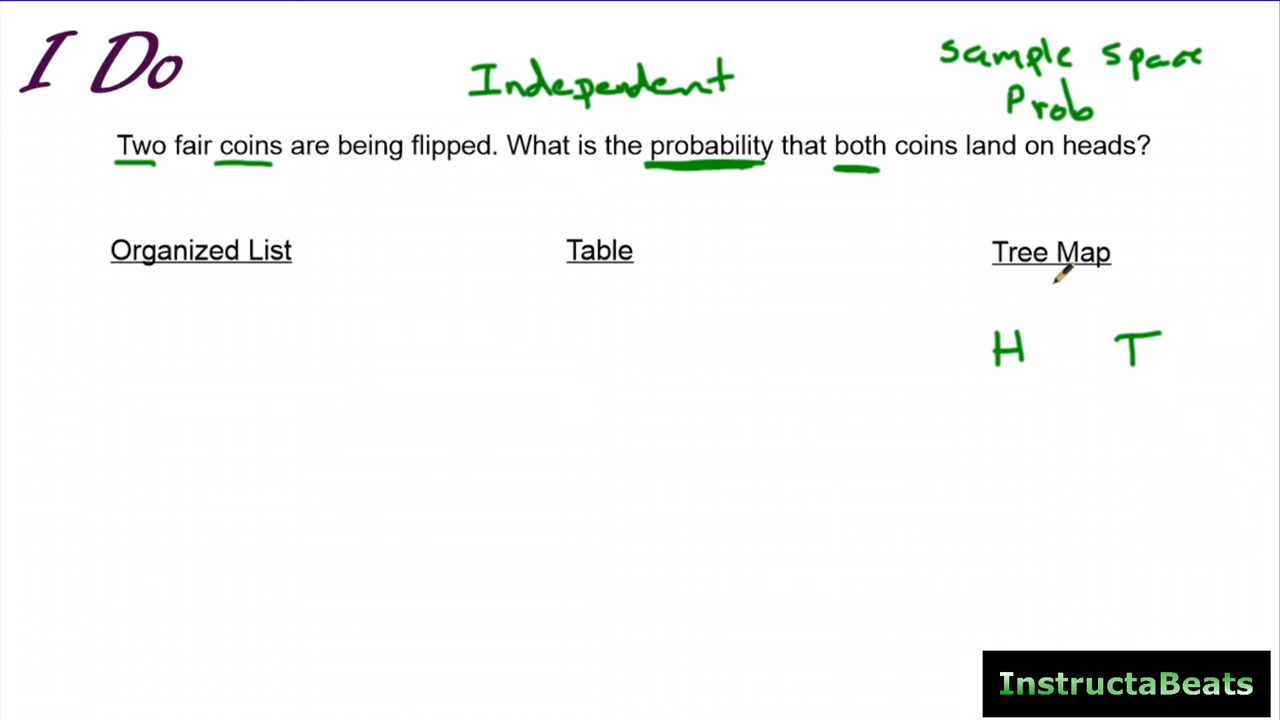 I Do
Independent
Sample Space
Prob
Two fair coins are being flipped. What is the probability that both coins land on heads?
Organized List
Table
Tree Map
H T
InstructaBeats